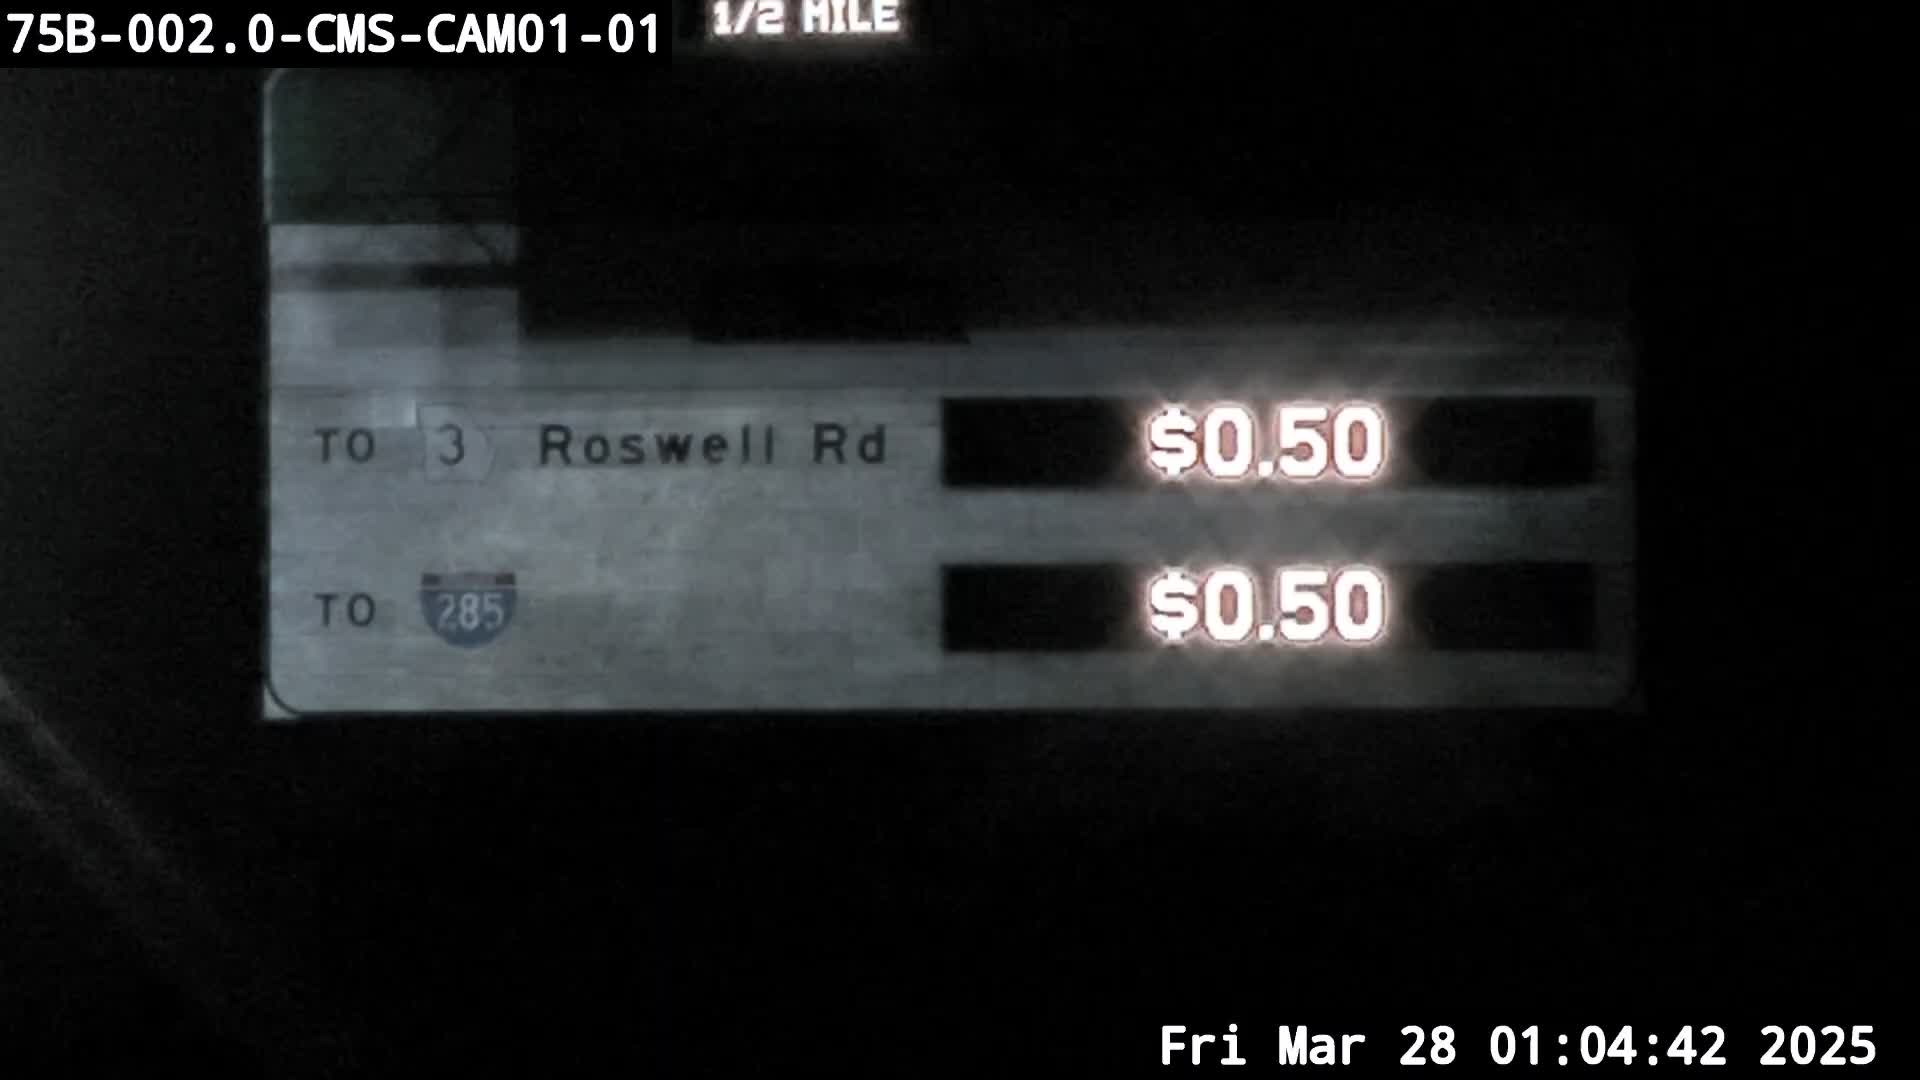 75B-002.0-CMS-CAM01-01
1/2 MILE
TO 3 Roswell Rd $0.50
TO 285 $0.50
Fri Mar 28 01:04:42 2025